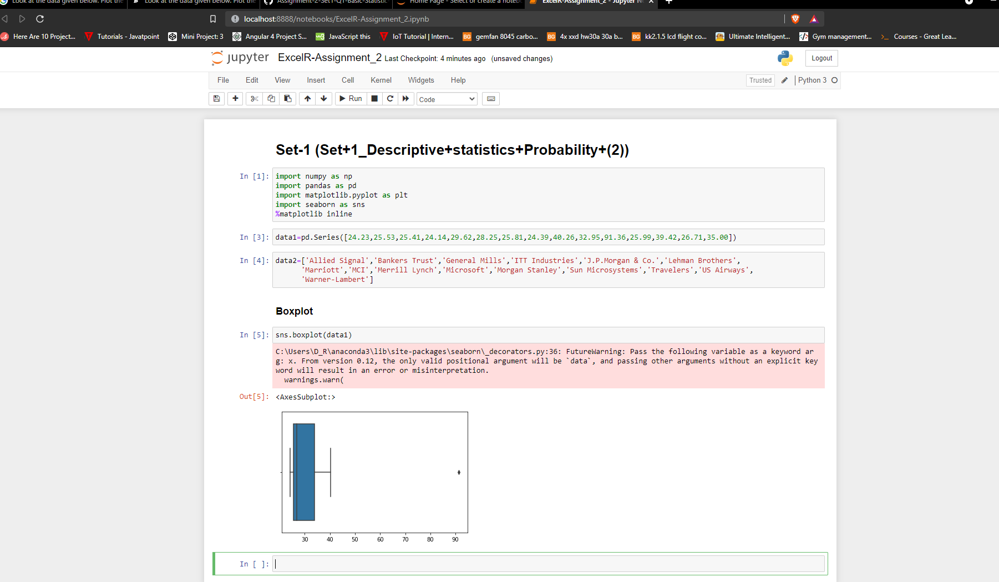 Look at the data given below. Plot the
Look at the data given below. Plot the
Assignment-2-Set1-Q1-Basic-Statistic
Home Page - Select or create a noteb
ExcelR-Assignment_2 - Jupyter N
localhost:8888/notebooks/ExcelR-Assignment_2.ipynb
Here Are 10 Project... Tutorials - Javatpoint Mini Project: 3 Angular 4 Project S... JavaScript this IoT Tutorial | Intern... BG gemfan 8045 carbo... BG 4x xxd hw30a 30a b... BG kk2.1.5 lcd flight co... Ultimate Intelligent... Gym management... Courses - Great Lea...
jupyter ExcelR-Assignment_2 Last Checkpoint: 4 minutes ago (unsaved changes) Logout
File Edit View Insert Cell Kernel Widgets Help Trusted Python 3
Run Code
Set-1 (Set+1_Descriptive+statistics+Probability+(2))
In [1]: import numpy as np
import pandas as pd
import matplotlib.pyplot as plt
import seaborn as sns
%matplotlib inline
In [3]: data1=pd.Series([24.23,25.53,25.41,24.14,29.62,28.25,25.81,24.39,40.26,32.95,91.36,25.99,39.42,26.71,35.00])
In [4]: data2=['Allied Signal','Bankers Trust','General Mills','ITT Industries','J.P.Morgan & Co.','Lehman Brothers',
'Marriott','MCI','Merrill Lynch','Microsoft','Morgan Stanley','Sun Microsystems','Travelers','US Airways',
'Warner-Lambert']
Boxplot
In [5]: sns.boxplot(data1)
C:\Users\D_R\anaconda3\lib\site-packages\seaborn\_decorators.py:36: FutureWarning: Pass the following variable as a keyword ar
g: x. From version 0.12, the only valid positional argument will be `data`, and passing other arguments without an explicit key
word will result in an error or misinterpretation.
warnings.warn(
Out[5]: <AxesSubplot:>
30 40 50 60 70 80 90
In [ ]: